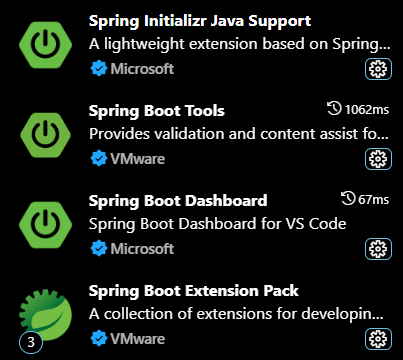 Spring Initializr Java Support
A lightweight extension based on Spring...
Microsoft
Spring Boot Tools 1062ms
Provides validation and content assist fo...
VMware
Spring Boot Dashboard 67ms
Spring Boot Dashboard for VS Code
Microsoft
Spring Boot Extension Pack
A collection of extensions for developin...
3 VMware